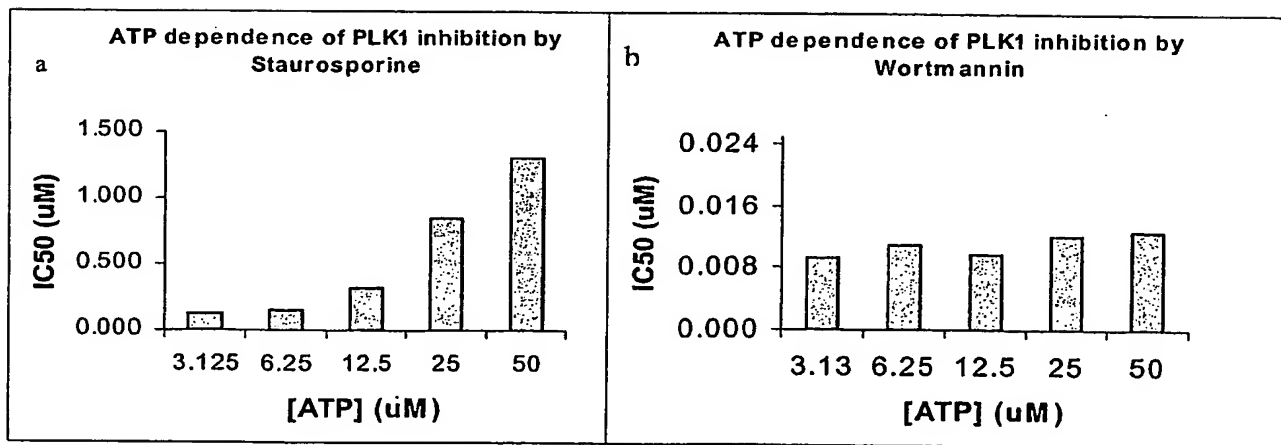 a
ATP dependence of PLK1 inhibition by
Staurosporine
IC50 (uM)
1.500
1.000
0.500
0.000
3.125 6.25 12.5 25 50
[ATP] (uM)
b
ATP dependence of PLK1 inhibition by
Wortmannin
IC50 (uM)
0.024
0.016
0.008
0.000
3.13 6.25 12.5 25 50
[ATP] (uM)